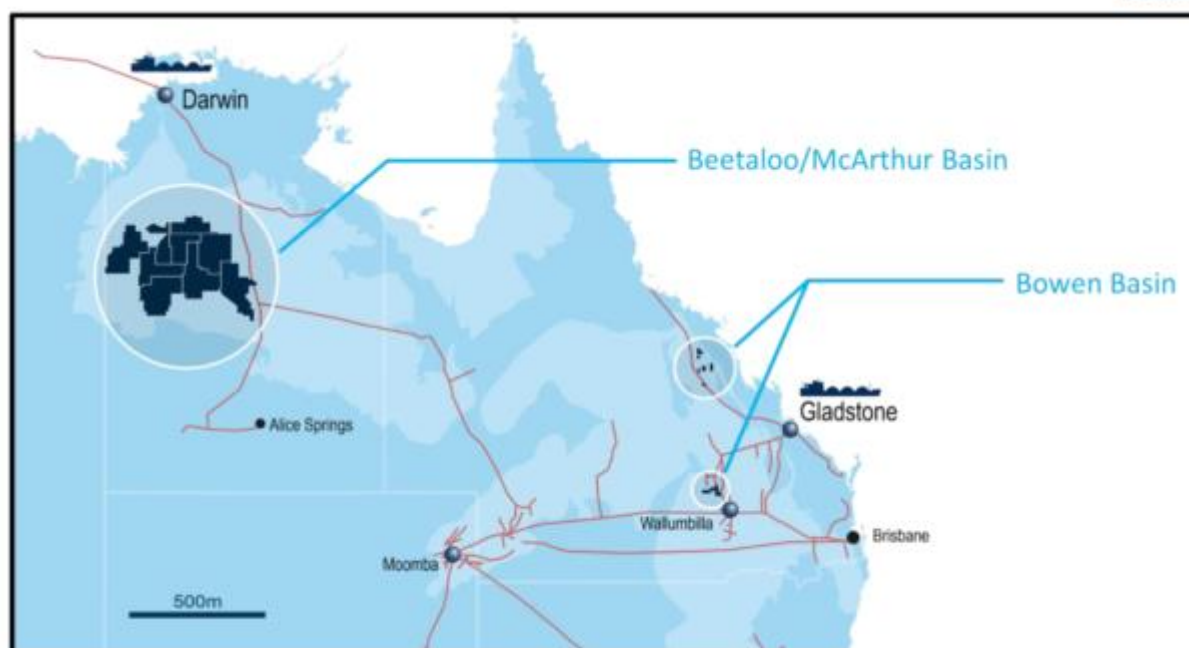 Darwin
Beetaloo/McArthur Basin
Bowen Basin
Gladstone
Alice Springs
Wallumbilla
Brisbane
Moomba
500m